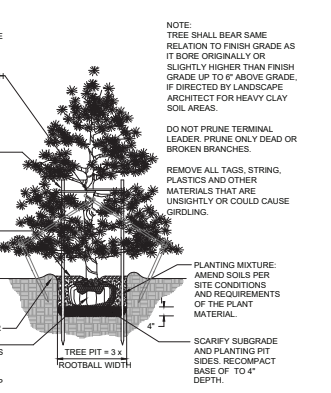 NOTE:
TREE SHALL BEAR SAME
RELATION TO FINISH GRADE AS
IT BORE ORIGINALLY OR
SLIGHTLY HIGHER THAN FINISH
GRADE UP TO 6" ABOVE GRADE,
IF DIRECTED BY LANDSCAPE
ARCHITECT FOR HEAVY CLAY
SOIL AREAS.
DO NOT PRUNE TERMINAL
LEADER. PRUNE ONLY DEAD OR
BROKEN BRANCHES.
REMOVE ALL TAGS, STRING,
PLASTICS AND OTHER
MATERIALS THAT ARE
UNSIGHTLY OR COULD CAUSE
GIRDLING.
PLANTING MIXTURE:
AMEND SOILS PER
SITE CONDITIONS
AND REQUIREMENTS
OF THE PLANT
MATERIAL.
4"
SCARIFY SUBGRADE
AND PLANTING PIT
SIDES. RECOMPACT
BASE OF TO 4"
DEPTH.
TREE PIT = 3 x
ROOTBALL WIDTH